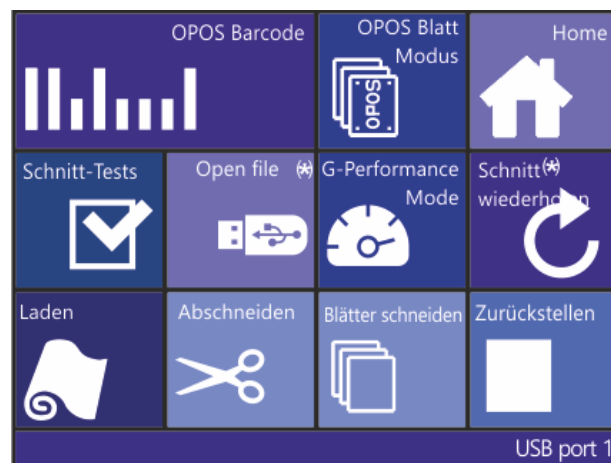 OPOS Barcode
OPOS Blatt
Modus
OPOS
Home
Schnitt-Tests
Open file (*)
G-Performance
Mode
Schnitt(*)
wiederholen
Laden
Abschneiden
Blätter schneiden
Zurückstellen
USB port 1